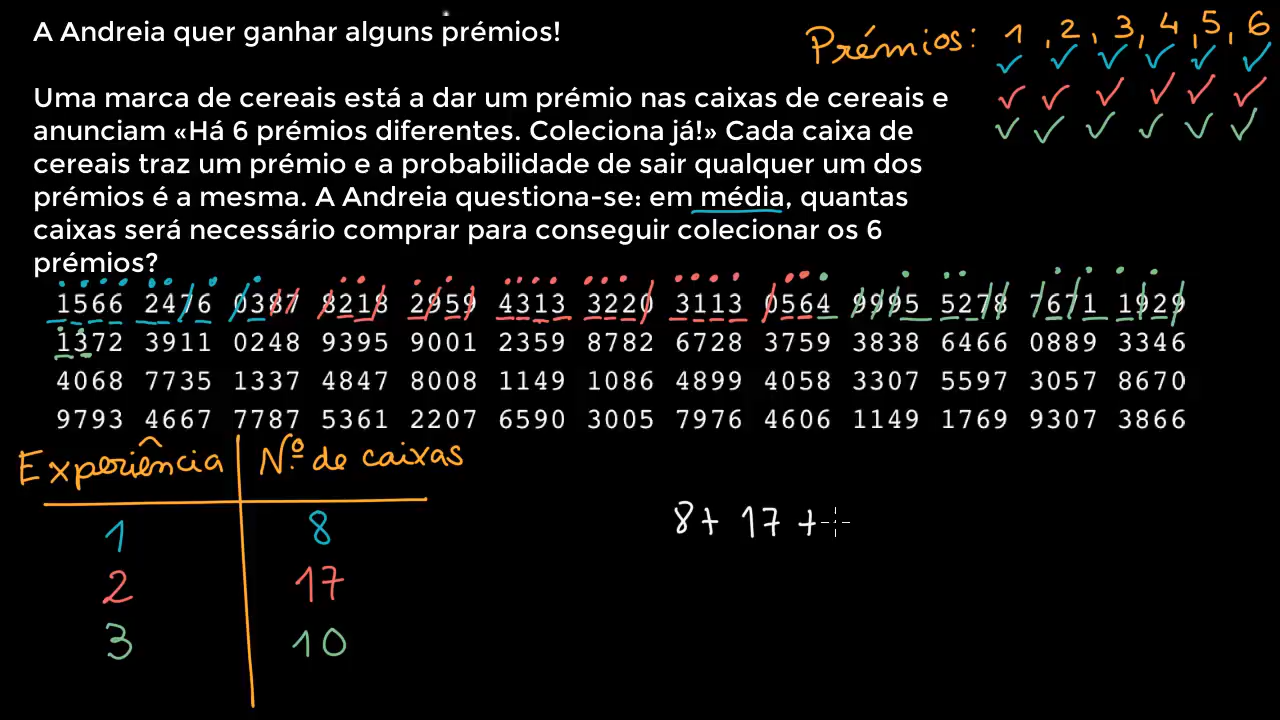 A Andreia quer ganhar alguns prémios!
Prémios: 1, 2, 3, 4, 5, 6
Uma marca de cereais está a dar um prémio nas caixas de cereais e
anunciam «Há 6 prémios diferentes. Coleciona já!» Cada caixa de
cereais traz um prémio e a probabilidade de sair qualquer um dos
prémios é a mesma. A Andreia questiona-se: em média, quantas
caixas será necessário comprar para conseguir colecionar os 6
prémios?
1566 2476 0387 8218 2959 4313 3220 3113 0564 9995 5278 7671 1929
1372 3911 0248 9395 9001 2359 8782 6728 3759 3838 6466 0889 3346
4068 7735 1337 4847 8008 1149 1086 4899 4058 3307 5597 3057 8670
9793 4667 7787 5361 2207 6590 3005 7976 4606 1149 1769 9307 3866
Experiência N.º de caixas
1 8
2 17
3 10
8+ 17 +